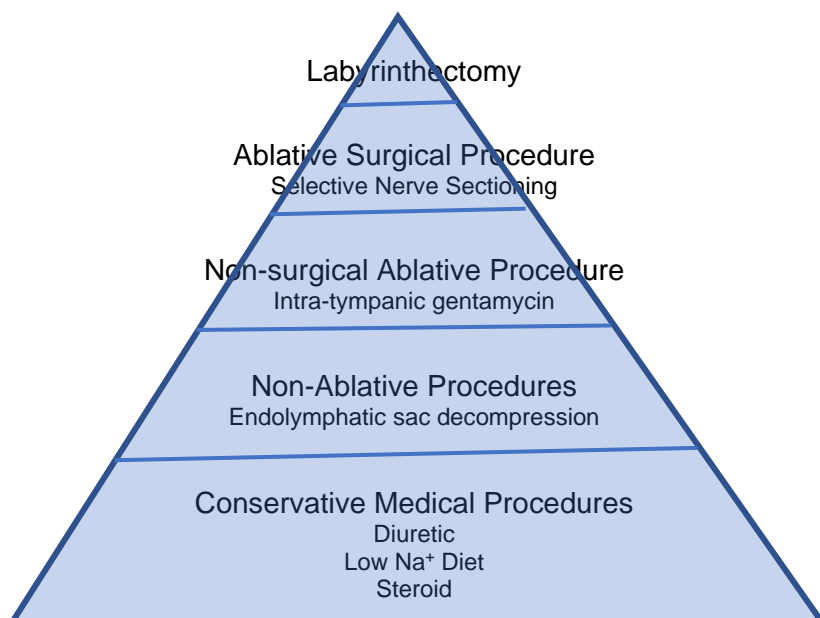 Labyrinthectomy
Ablative Surgical Procedure
Selective Nerve Sectioning
Non-surgical Ablative Procedure
Intra-tympanic gentamycin
Non-Ablative Procedures
Endolymphatic sac decompression
Conservative Medical Procedures
Diuretic
Low Na⁺ Diet
Steroid